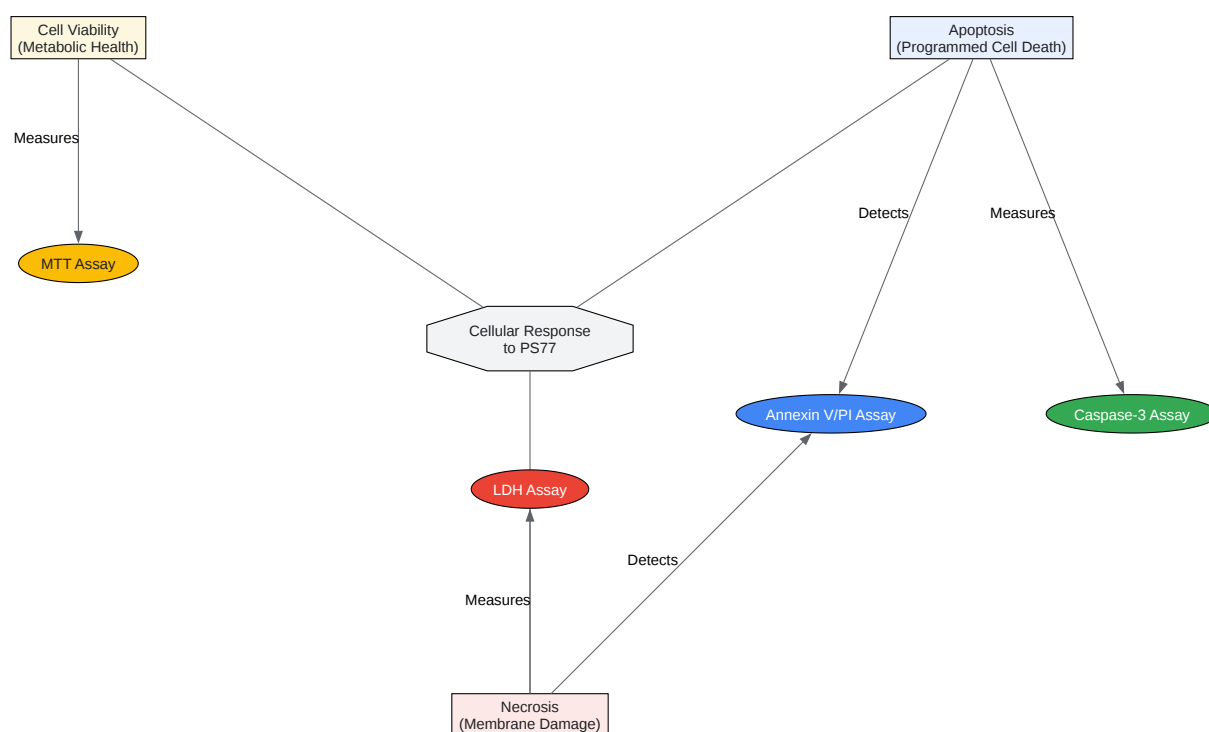 Cell Viability
(Metabolic Health)
Apoptosis
(Programmed Cell Death)
Measures
Detects
Measures
MTT Assay
Cellular Response
to PS77
Annexin V/PI Assay
Caspase-3 Assay
LDH Assay
Detects
Measures
Necrosis
(Membrane Damage)